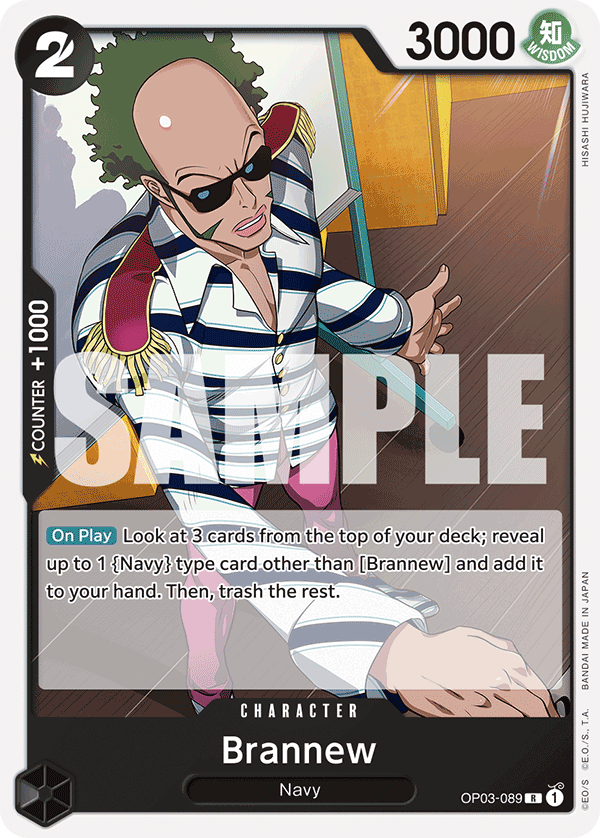 2
3000
知
WISDOM
HISASHI HUJIWARA
COUNTER +1000
SAMPLE
On Play Look at 3 cards from the top of your deck; reveal
up to 1 {Navy} type card other than [Brannew] and add it
to your hand. Then, trash the rest.
CHARACTER
Brannew
Navy
OP03-089 R 1
©EO/S ©E.O./S., T.A. BANDAI MADE IN JAPAN